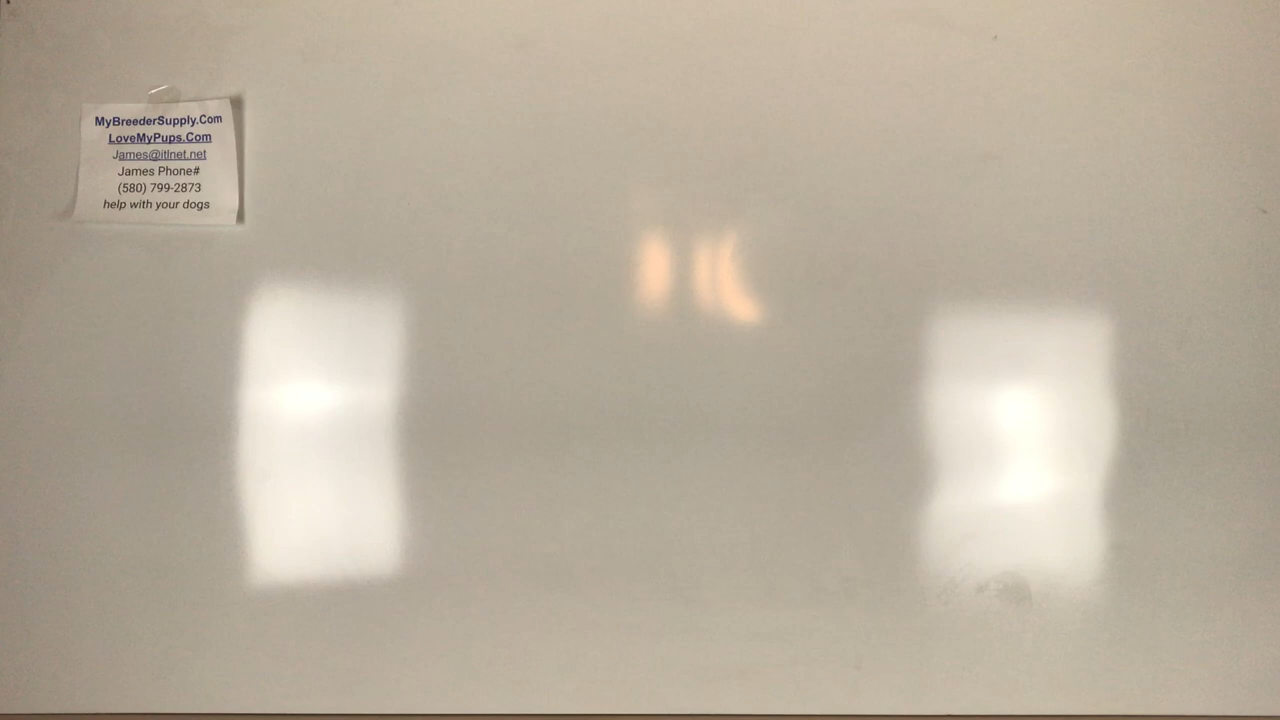 MyBreederSupply.Com
LoveMyPups.Com
James@itlnet.net
James Phone#
(580) 799-2873
help with your dogs